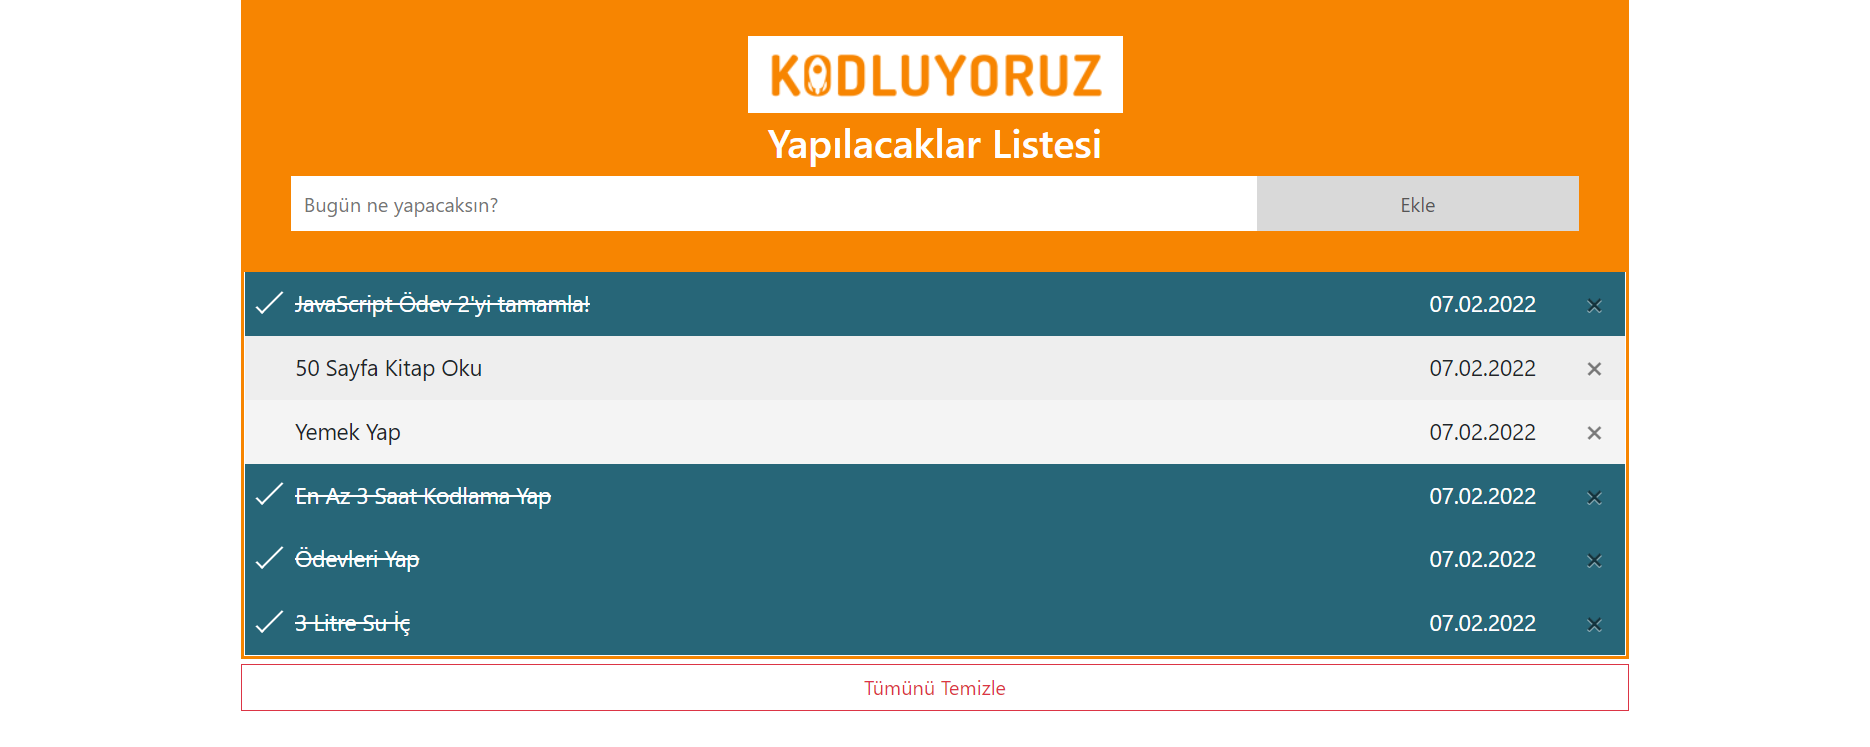 KODLUYORUZ
Yapılacaklar Listesi
Bugün ne yapacaksın? Ekle
JavaScript Ödev 2'yi tamamla! 07.02.2022 ×
50 Sayfa Kitap Oku 07.02.2022 ×
Yemek Yap 07.02.2022 ×
En Az 3 Saat Kodlama Yap 07.02.2022 ×
Ödevleri Yap 07.02.2022 ×
3 Litre Su İç 07.02.2022 ×
Tümünü Temizle